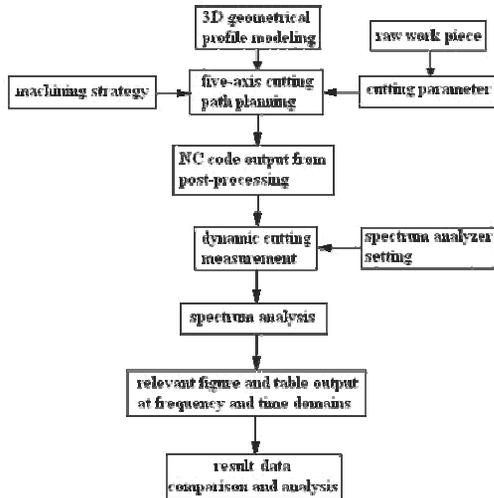 3D geometrical
profile modeling
raw work piece
machining strategy
five-axis cutting
path planning
cutting parameter
NC code output from
post-processing
dynamic cutting
measurement
spectrum analyzer
setting
spectrum analysis
relevant figure and table output
at frequency and time domains
result data
comparison and analysis